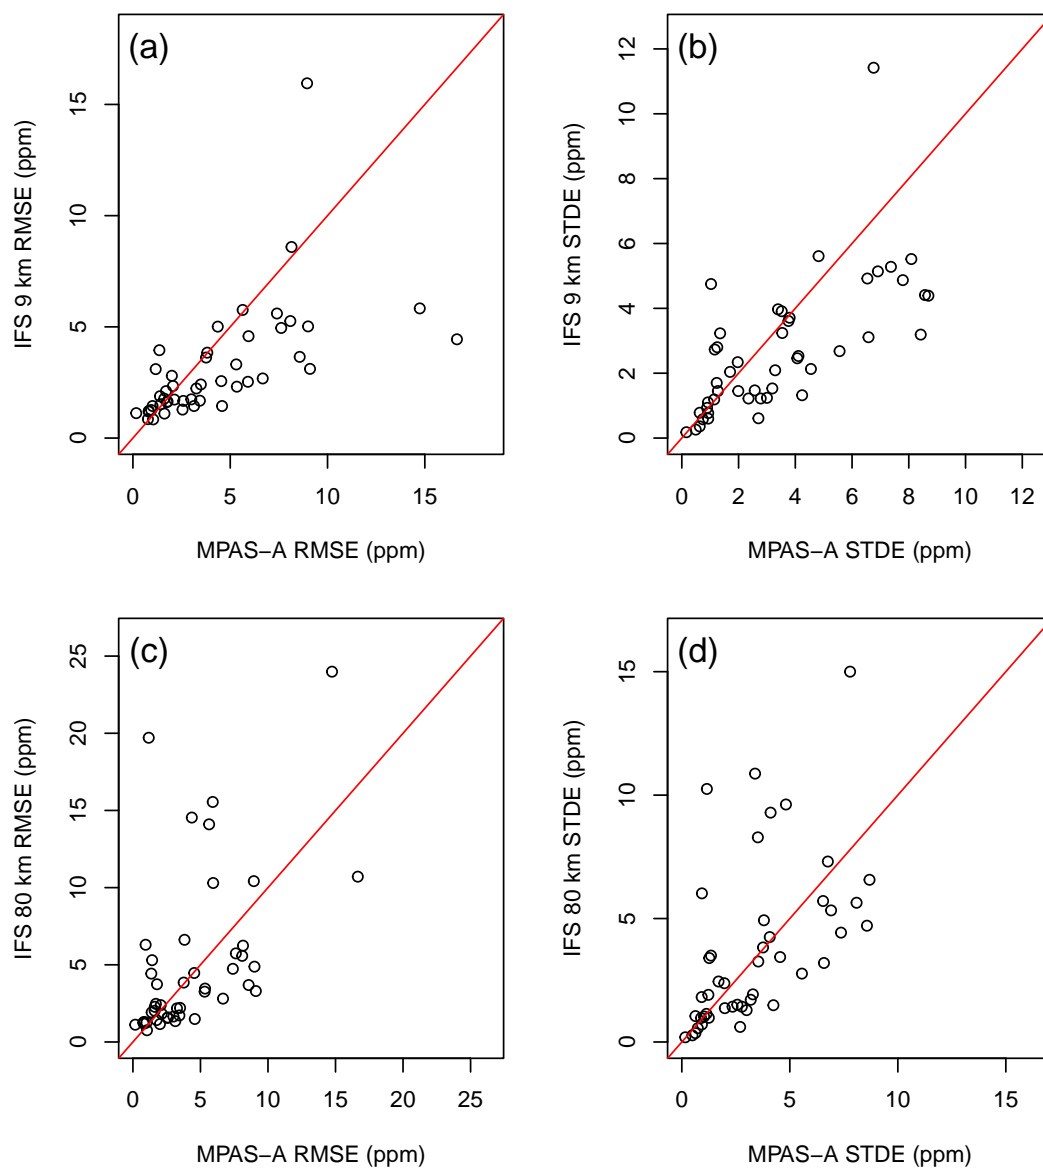 (a)
IFS 9 km RMSE (ppm)
15
10
5
0
0 5 10 15
MPAS−A RMSE (ppm)
(b)
IFS 9 km STDE (ppm)
12
10
8
6
4
2
0
0 2 4 6 8 10 12
MPAS−A STDE (ppm)
(c)
IFS 80 km RMSE (ppm)
25
20
15
10
5
0
0 5 10 15 20 25
MPAS−A RMSE (ppm)
(d)
IFS 80 km STDE (ppm)
15
10
5
0
0 5 10 15
MPAS−A STDE (ppm)